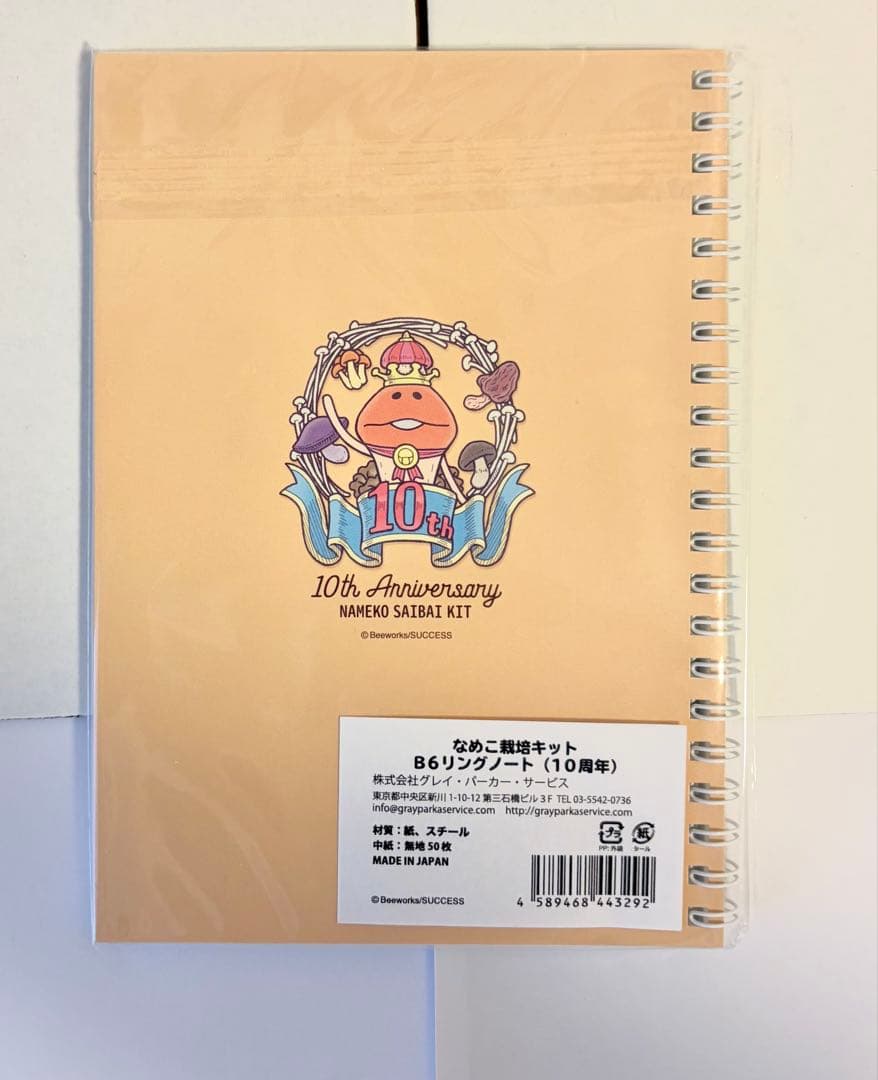 10th
10th Anniversary
NAMEKO SAIBAI KIT
©Beeworks/SUCCESS
なめこ栽培キット
B6リングノート（10周年）
株式会社グレイ・パーカー・サービス
東京都中央区新川 1-10-12 第三石橋ビル 3F TEL 03-5542-0736
info@grayparkaservice.com http://grayparkaservice.com
材質：紙、スチール
中紙：無地 50 枚
MADE IN JAPAN
プラ 紙
PP: 外袋 タール
4 589468 443292
©Beeworks/SUCCESS